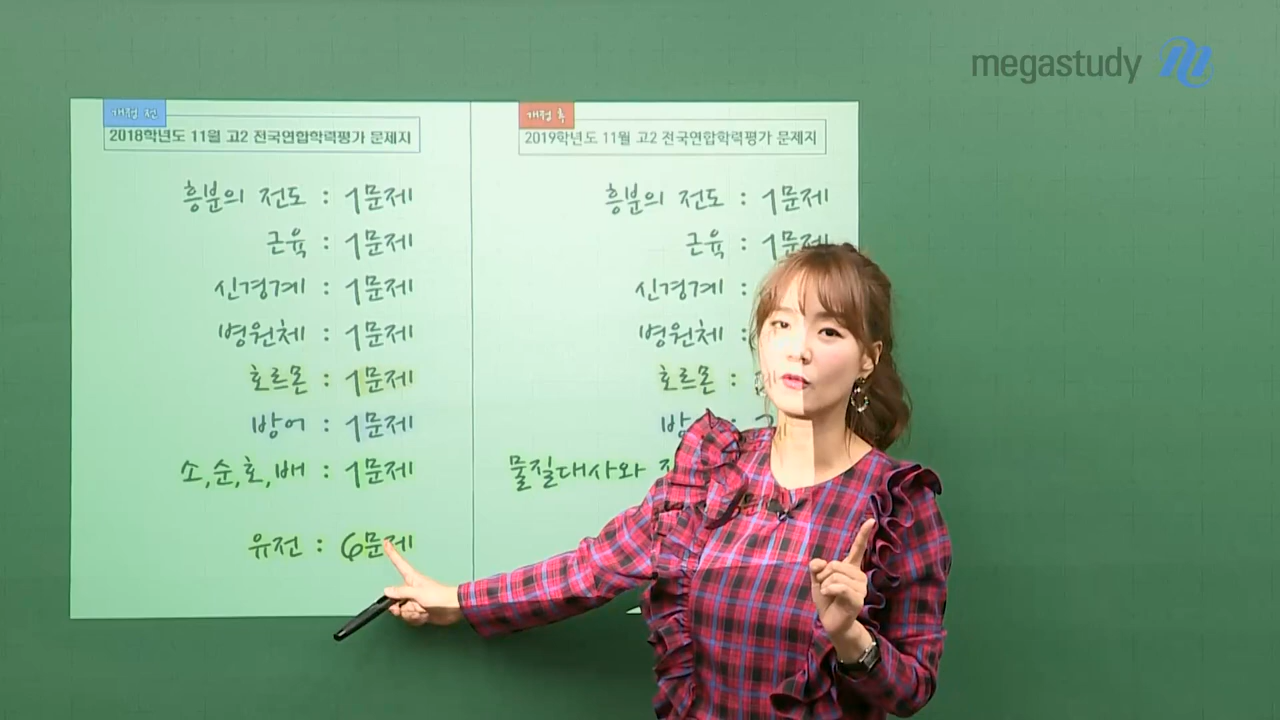 megastudy
개정 전
2018학년도 11월 고2 전국연합학력평가 문제지
흥분의 전도 : 1문제
근육 : 1문제
신경계 : 1문제
병원체 : 1문제
호르몬 : 1문제
방어 : 1문제
소,순,호,배 : 1문제
유전 : 6문제
개정 후
2019학년도 11월 고2 전국연합학력평가 문제지
흥분의 전도 : 1문제
근육 : 1문제
신경계 :
병원체 :
호르몬 :
물질대사와